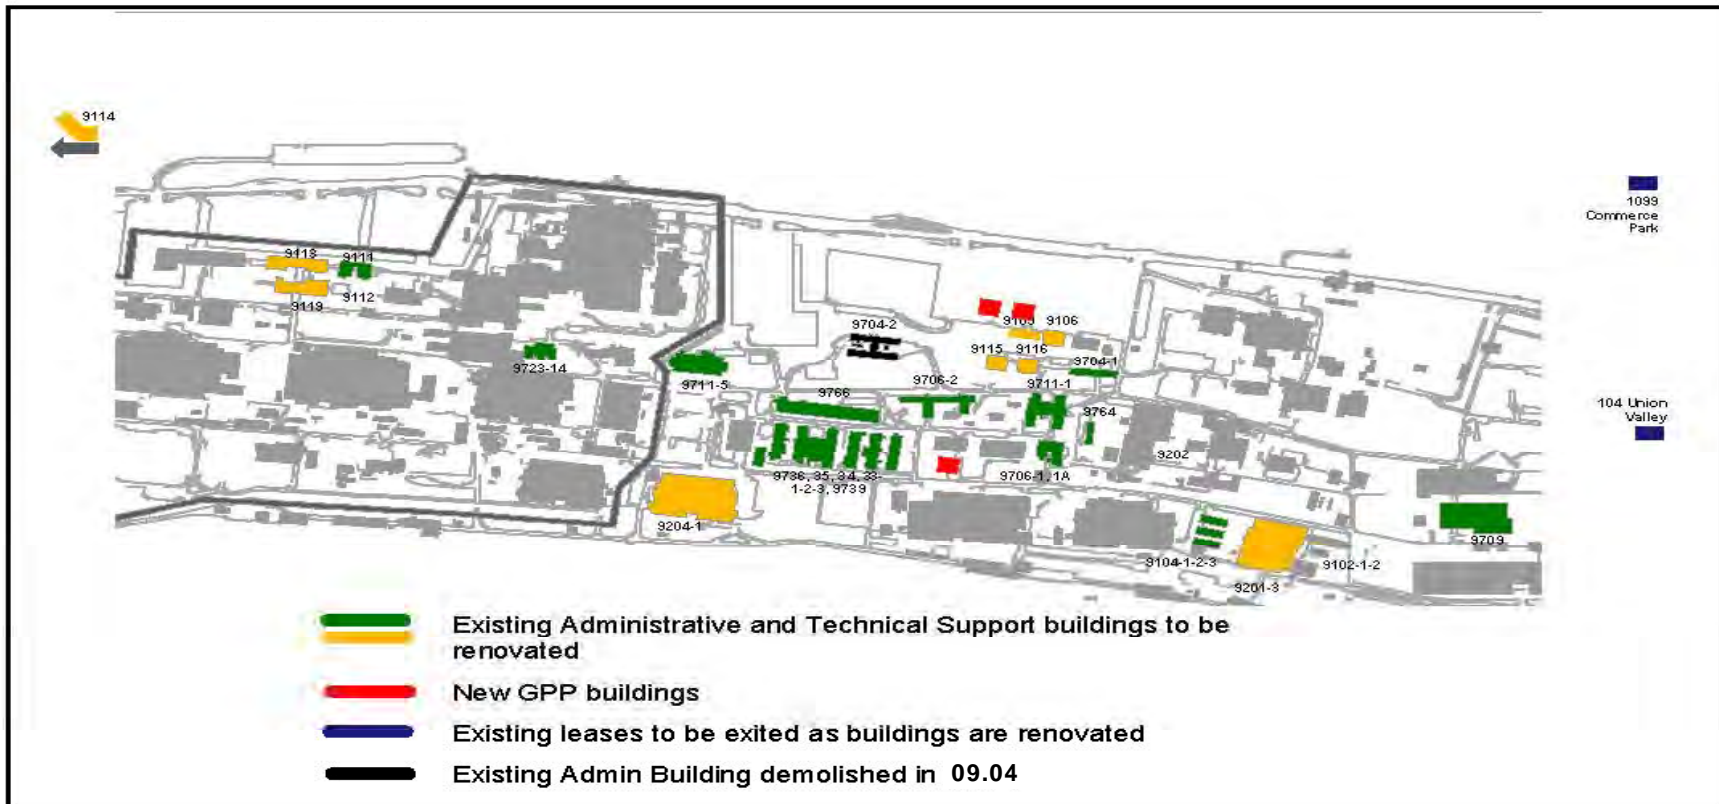 9114
1099
Commerce
Park
9113
9111
9119
9112
9723-14
9711-5
9704-2
9109
9106
9115
9116
9704-1
9766
9706-2
9711-1
9764
104 Union
Valley
9202
9736, 35, 34, 33-
1-2-3, 9739
9706-1, 1A
9204-1
9709
9104-1-2-3
9102-1-2
9201-3
Existing Administrative and Technical Support buildings to be
renovated
New GPP buildings
Existing leases to be exited as buildings are renovated
Existing Admin Building demolished in 09.04